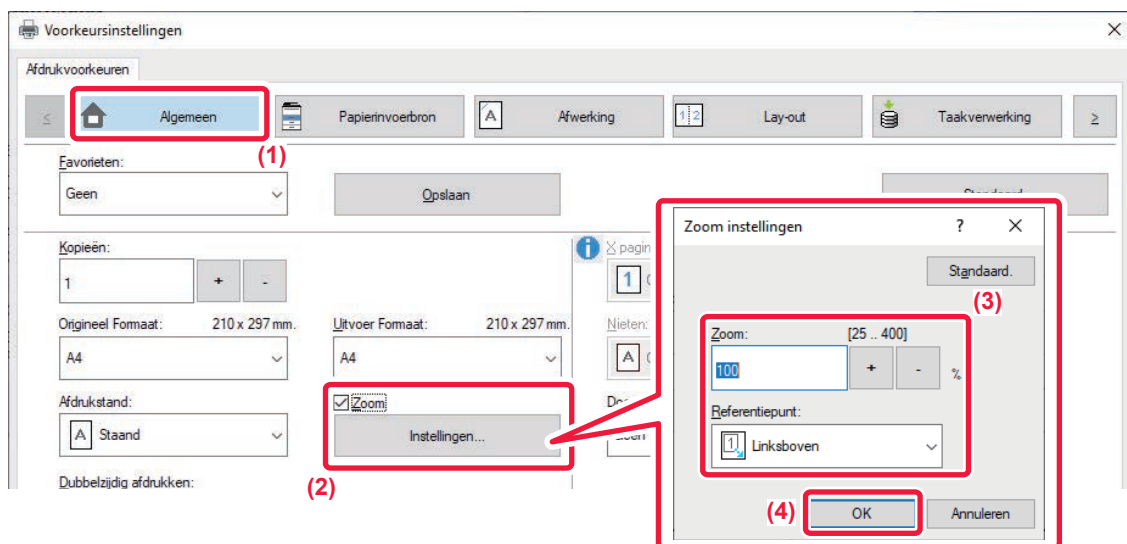 Voorkeursinstellingen
Afdrukvoorkeuren
< Algemeen Papierinvoerbron Afwerking Lay-out Taakverwerking >
(1)
Favorieten:
Geen Opslaan
Kopieën:
1 + -
Origineel Formaat: 210 x 297 mm. Uitvoer Formaat: 210 x 297 mm.
A4 A4
Afdrukstand: Zoom
Staand Instellingen...
(2)
Dubbelzijdig afdrukken:
X pagin
Nieten:
Zoom instellingen ? X
Standaard.
(3)
Zoom: [25 .. 400]
100 + - %
Referentiepunt:
Linksboven
(4) OK Annuleren